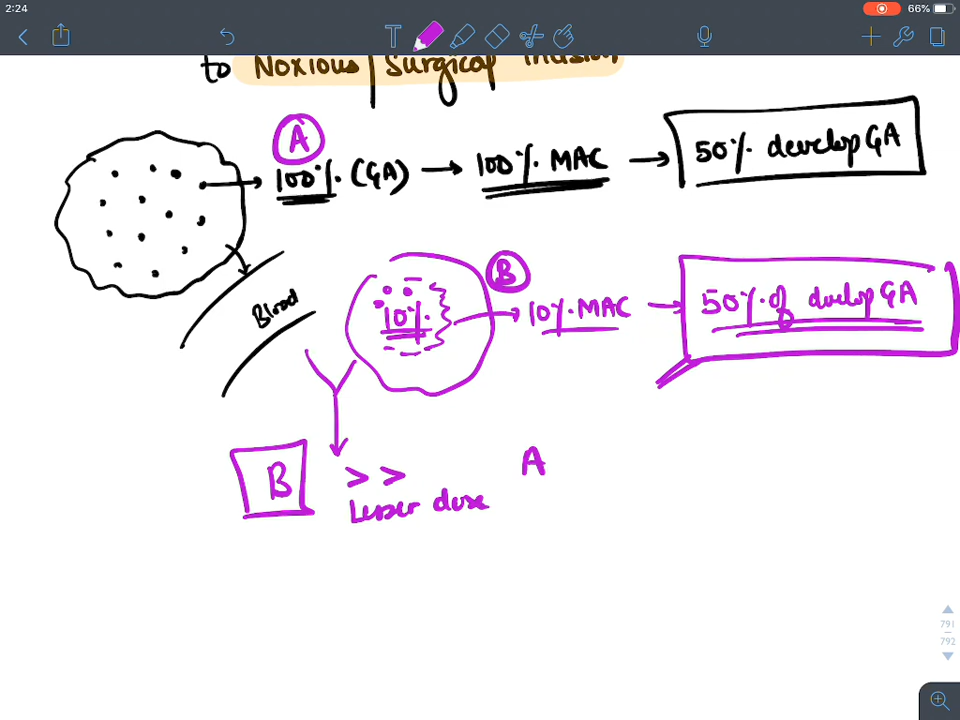 2:24
66%
T
to Noxious / Surgical Incision
A
100% (GA) → 100% MAC → 50% develop GA
Blood
B
10% → 10% MAC → 50% of develop GA
B >> A
Lesser dose
791
792